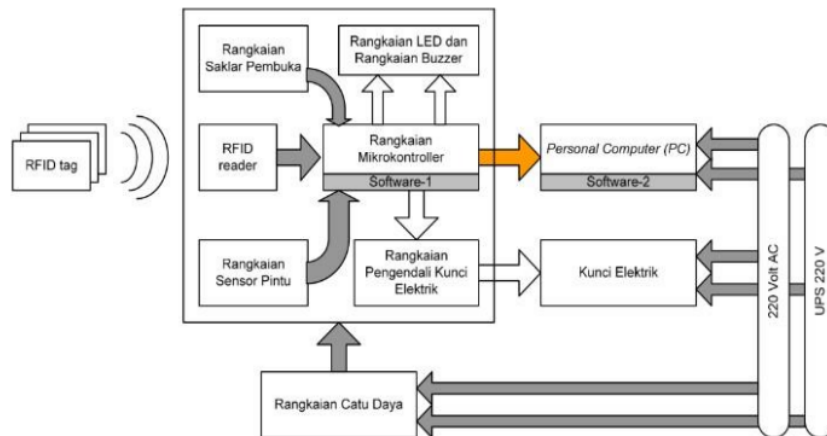 Rangkaian
Saklar Pembuka
Rangkaian LED dan
Rangkaian Buzzer
RFID tag
RFID
reader
Rangkaian
Mikrokontroller
Software-1
Personal Computer (PC)
Software-2
Rangkaian
Sensor Pintu
Rangkaian
Pengendali Kunci
Elektrik
Kunci Elektrik
220 Volt AC
UPS 220 V
Rangkaian Catu Daya